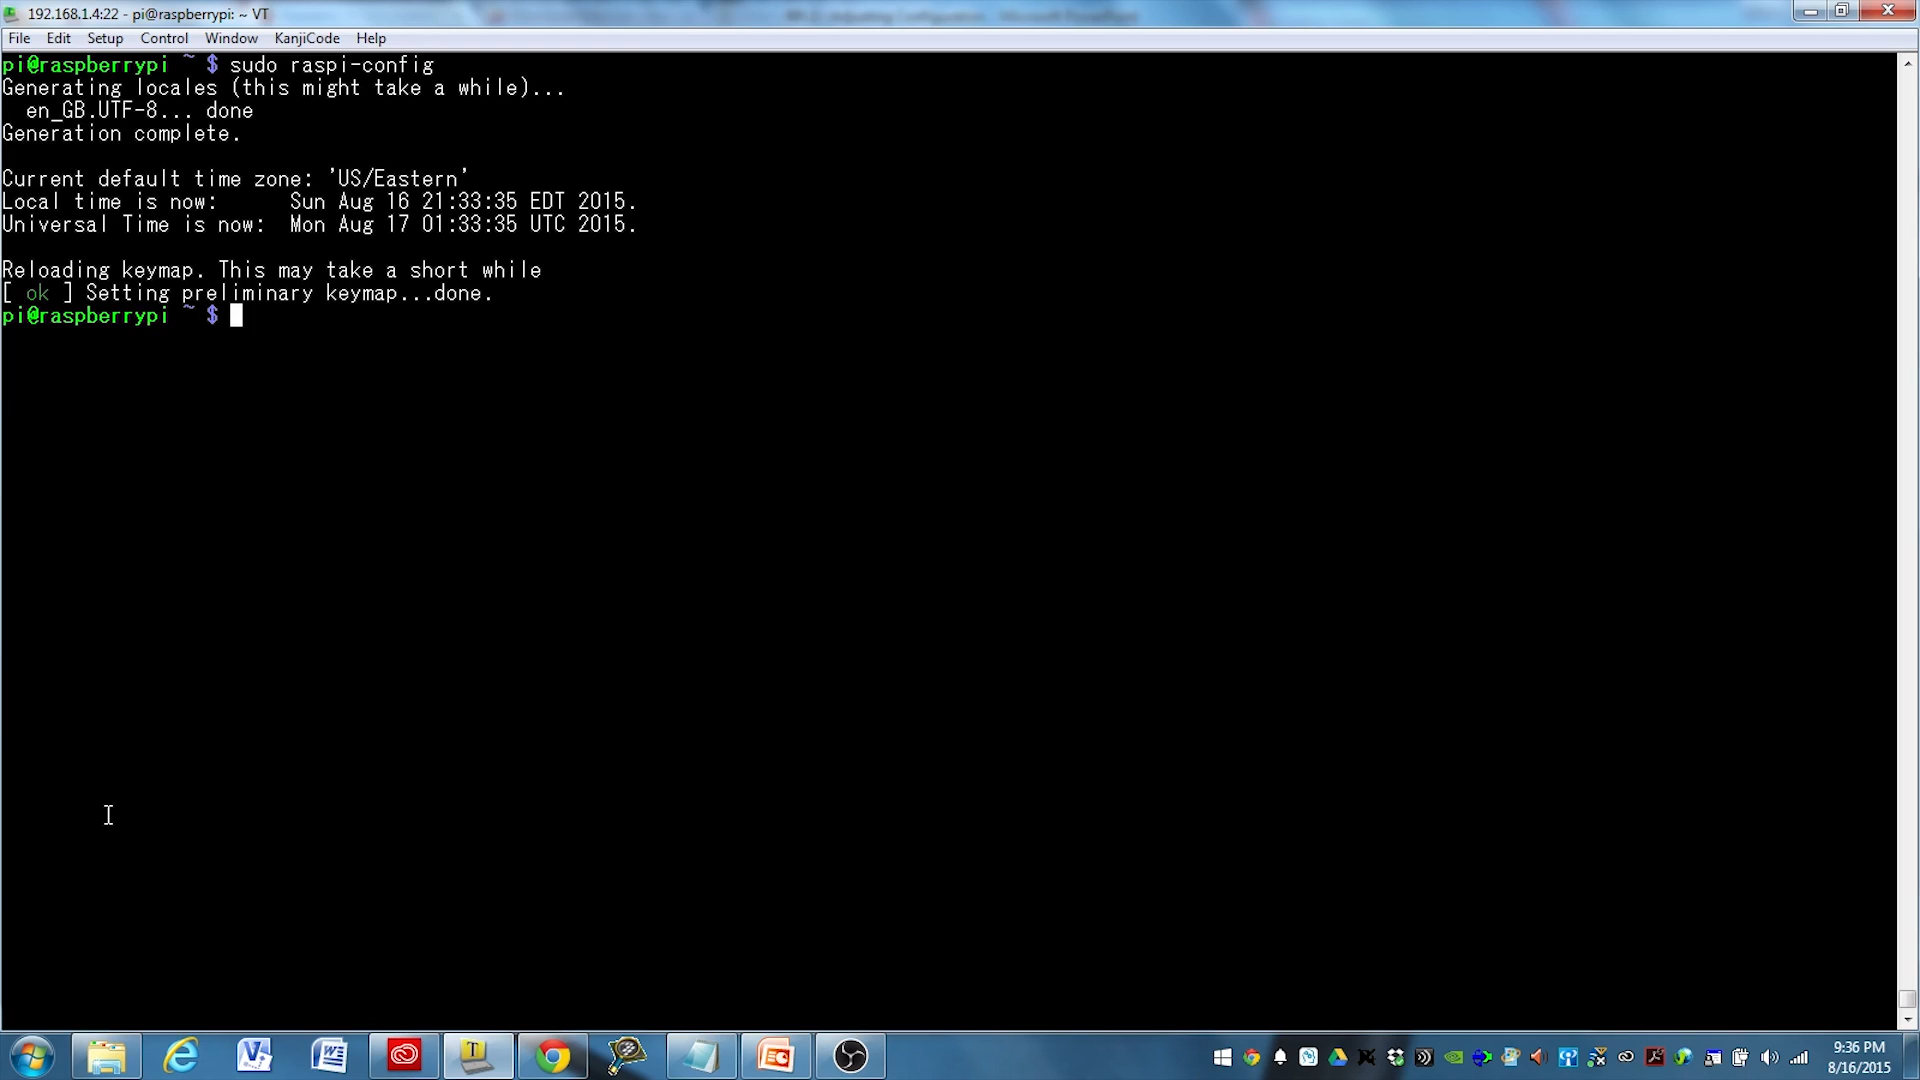 192.168.1.4:22 - pi@raspberrypi: ~ VT
File Edit Setup Control Window KanjiCode Help
pi@raspberrypi ~ $ sudo raspi-config
Generating locales (this might take a while)...
en_GB.UTF-8... done
Generation complete.
Current default time zone: 'US/Eastern'
Local time is now: Sun Aug 16 21:33:35 EDT 2015.
Universal Time is now: Mon Aug 17 01:33:35 UTC 2015.
Reloading keymap. This may take a short while
[ ok ] Setting preliminary keymap...done.
pi@raspberrypi ~ $
9:36 PM
8/16/2015